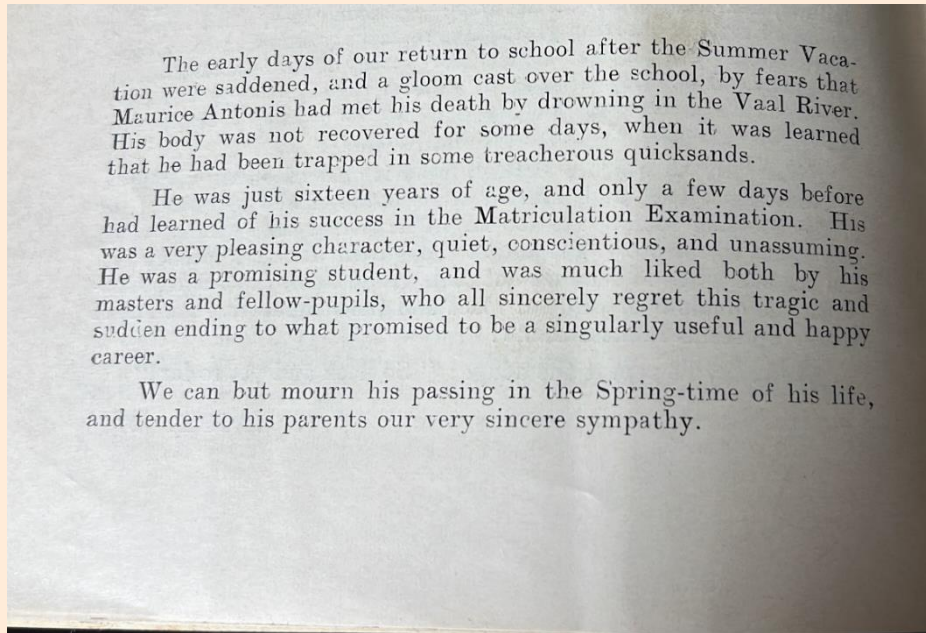 The early days of our return to school after the Summer Vaca-
tion were saddened, and a gloom cast over the school, by fears that
Maurice Antonis had met his death by drowning in the Vaal River.
His body was not recovered for some days, when it was learned
that he had been trapped in some treacherous quicksands.
He was just sixteen years of age, and only a few days before
had learned of his success in the Matriculation Examination. His
was a very pleasing character, quiet, conscientious, and unassuming.
He was a promising student, and was much liked both by his
masters and fellow-pupils, who all sincerely regret this tragic and
sudden ending to what promised to be a singularly useful and happy
career.
We can but mourn his passing in the Spring-time of his life,
and tender to his parents our very sincere sympathy.